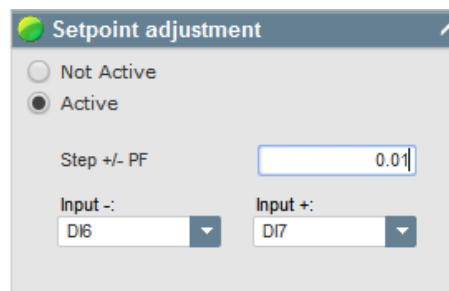 Setpoint adjustment
Not Active
Active
Step +/- PF 0.01
Input -: Input +:
DI6 DI7